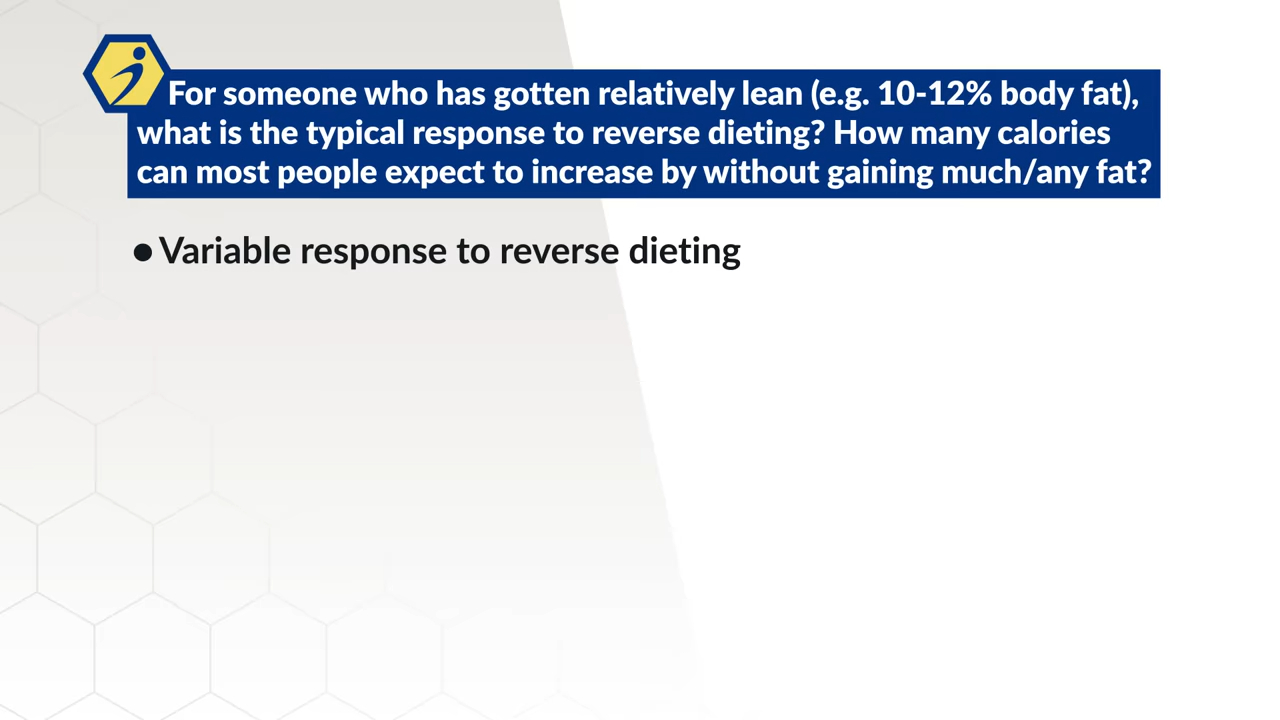 For someone who has gotten relatively lean (e.g. 10-12% body fat),
what is the typical response to reverse dieting? How many calories
can most people expect to increase by without gaining much/any fat?
● Variable response to reverse dieting